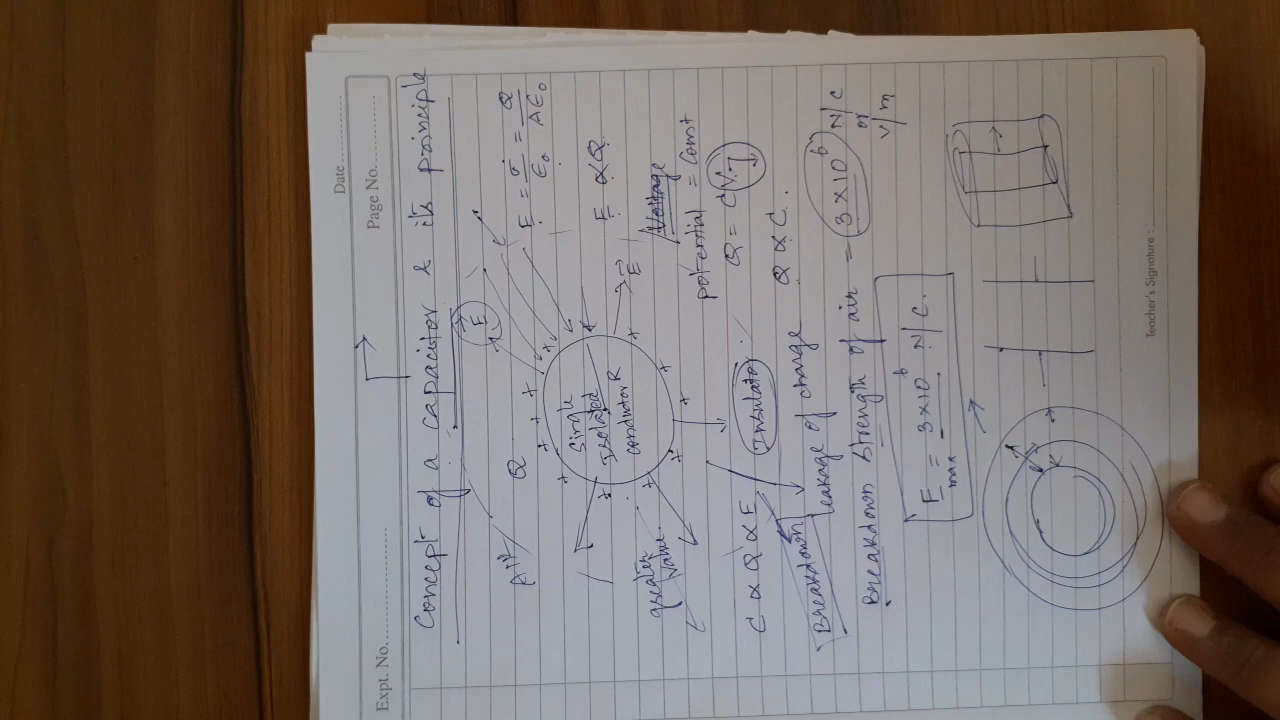 Date
Expt. No.
Page No.
Concept of a capacitor & its principle
E
Air
Q
E = σ/ε₀ = Q/Aε₀
Single
Isolated
conductor R
E ∝ Q
E
greater
value
Voltage
potential = Const
C ∝ Q ∝ E
Insulator
Q = CV
Breakdown
leakage of charge
Q ∝ C
Breakdown Strength of air = 3 × 10⁶ N/C
or
V/m
E max = 3×10⁶ N/C
Teacher's Signature :